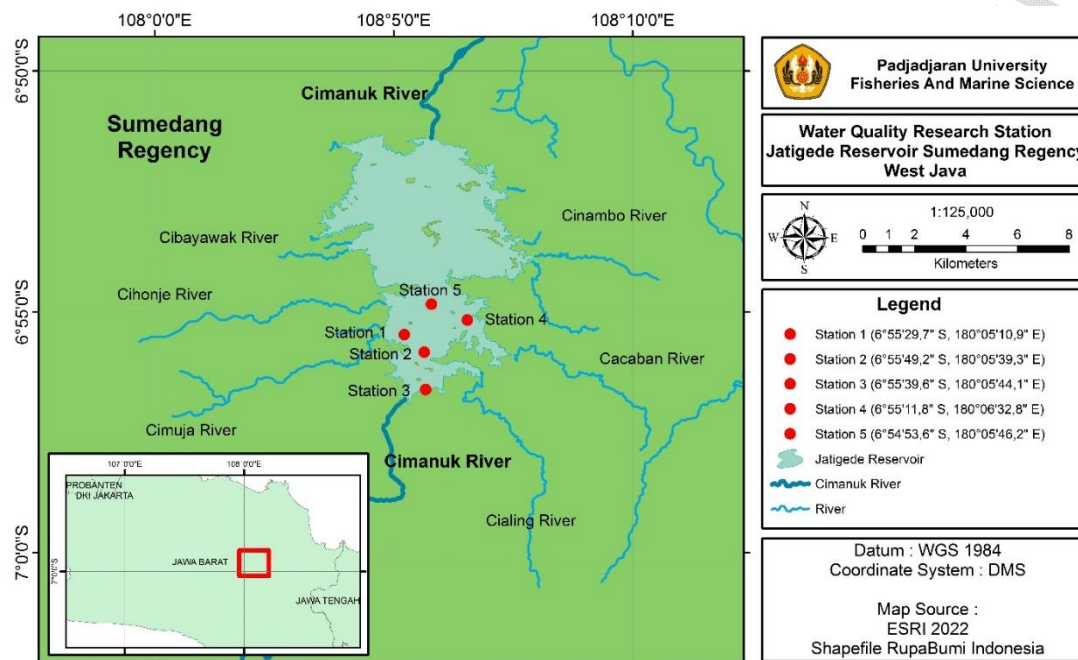 108°0'0"E
108°5'0"E
108°10'0"E
6°50'0"S
6°55'0"S
7°0'0"S
Cimanuk River
Sumedang
Regency
Cinambo River
Cibayawak River
Cihonje River
Station 5
Station 4
Station 1
Station 2
Cacaban River
Station 3
Cimuja River
Cimanuk River
Cialing River
107°0'0"E
108°0'0"E
PROBANTEN
DKI JAKARTA
JAWA BARAT
7°0'0"S
JAWA TENGAH
Padjadjaran University
Fisheries And Marine Science
Water Quality Research Station
Jatigede Reservoir Sumedang Regency
West Java
N
W
E
S
1:125,000
0 1 2 4 6 8
Kilometers
Legend
Station 1 (6°55'29,7" S, 180°05'10,9" E)
Station 2 (6°55'49,2" S, 180°05'39,3" E)
Station 3 (6°55'39,6" S, 180°05'44,1" E)
Station 4 (6°55'11,8" S, 180°06'32,8" E)
Station 5 (6°54'53,6" S, 180°05'46,2" E)
Jatigede Reservoir
Cimanuk River
River
Datum : WGS 1984
Coordinate System : DMS
Map Source :
ESRI 2022
Shapefile RupaBumi Indonesia